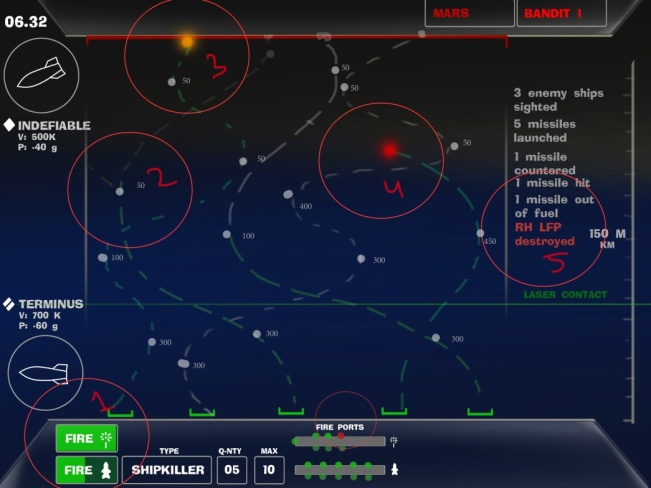 06.32
MARS
BANDIT 1
3
50
50
50
3 enemy ships
sighted
5 missiles
launched
1 missile
countered
1 missile hit
1 missile out
of fuel
RH LFP
destroyed
150 M
KM
5
INDEFIABLE
V: 500K
P: -40 g
50
50
2
50
4
400
100
450
100
300
LASER CONTACT
TERMINUS
V: 700 K
P: -60 g
300
300
300
300
1
FIRE PORTS
FIRE
TYPE
Q-NTY
MAX
FIRE
SHIPKILLER
05
10